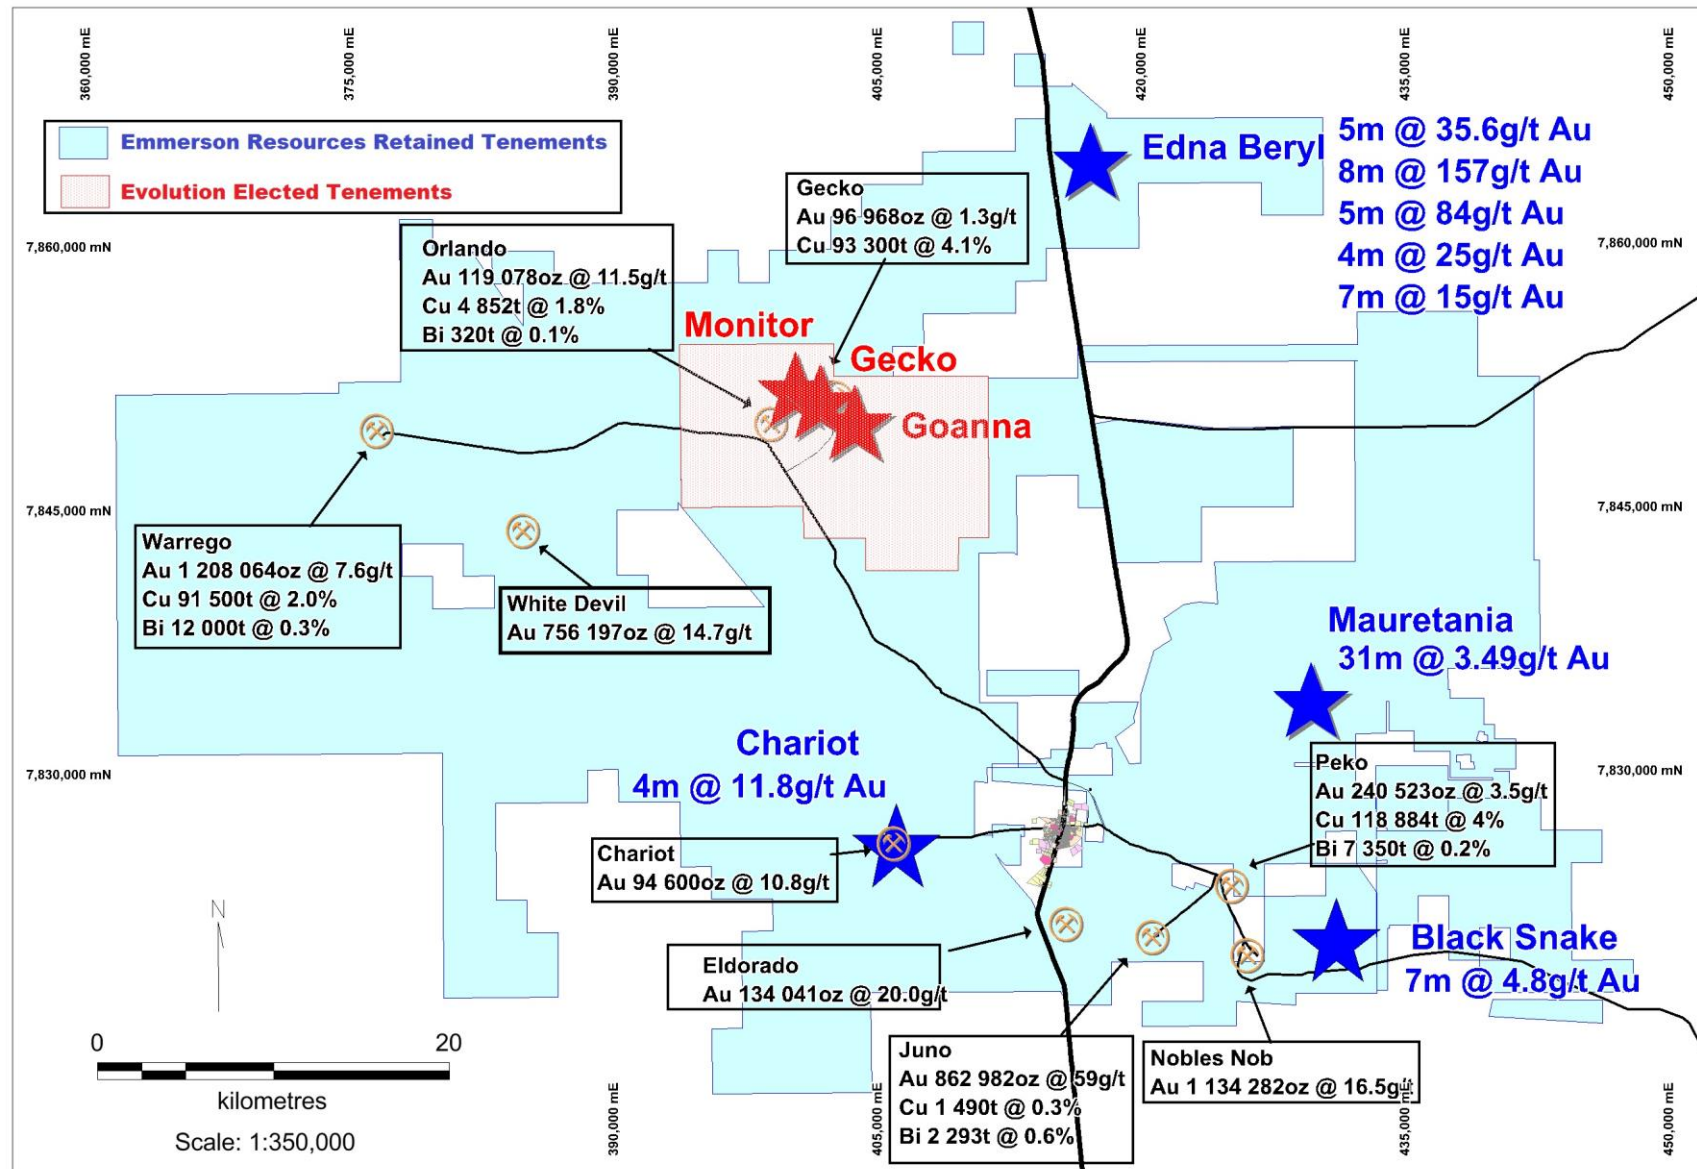 360,000 mE
375,000 mE
390,000 mE
405,000 mE
420,000 mE
435,000 mE
450,000 mE
Emmerson Resources Retained Tenements
Evolution Elected Tenements
Edna Beryl
5m @ 35.6g/t Au
8m @ 157g/t Au
5m @ 84g/t Au
4m @ 25g/t Au
7m @ 15g/t Au
Gecko
Au 96 968oz @ 1.3g/t
Cu 93 300t @ 4.1%
7,860,000 mN
7,860,000 mN
Orlando
Au 119 078oz @ 11.5g/t
Cu 4 852t @ 1.8%
Bi 320t @ 0.1%
Monitor
Gecko
Goanna
7,845,000 mN
7,845,000 mN
Warrego
Au 1 208 064oz @ 7.6g/t
Cu 91 500t @ 2.0%
Bi 12 000t @ 0.3%
White Devil
Au 756 197oz @ 14.7g/t
Mauretania
31m @ 3.49g/t Au
Chariot
4m @ 11.8g/t Au
7,830,000 mN
7,830,000 mN
Peko
Au 240 523oz @ 3.5g/t
Cu 118 884t @ 4%
Bi 7 350t @ 0.2%
Chariot
Au 94 600oz @ 10.8g/t
N
Black Snake
7m @ 4.8g/t Au
Eldorado
Au 134 041oz @ 20.0g/t
Juno
Au 862 982oz @ 59g/t
Cu 1 490t @ 0.3%
Bi 2 293t @ 0.6%
Nobles Nob
Au 1 134 282oz @ 16.5g/t
0
20
kilometres
Scale: 1:350,000
390,000 mE
405,000 mE
435,000 mE
450,000 mE